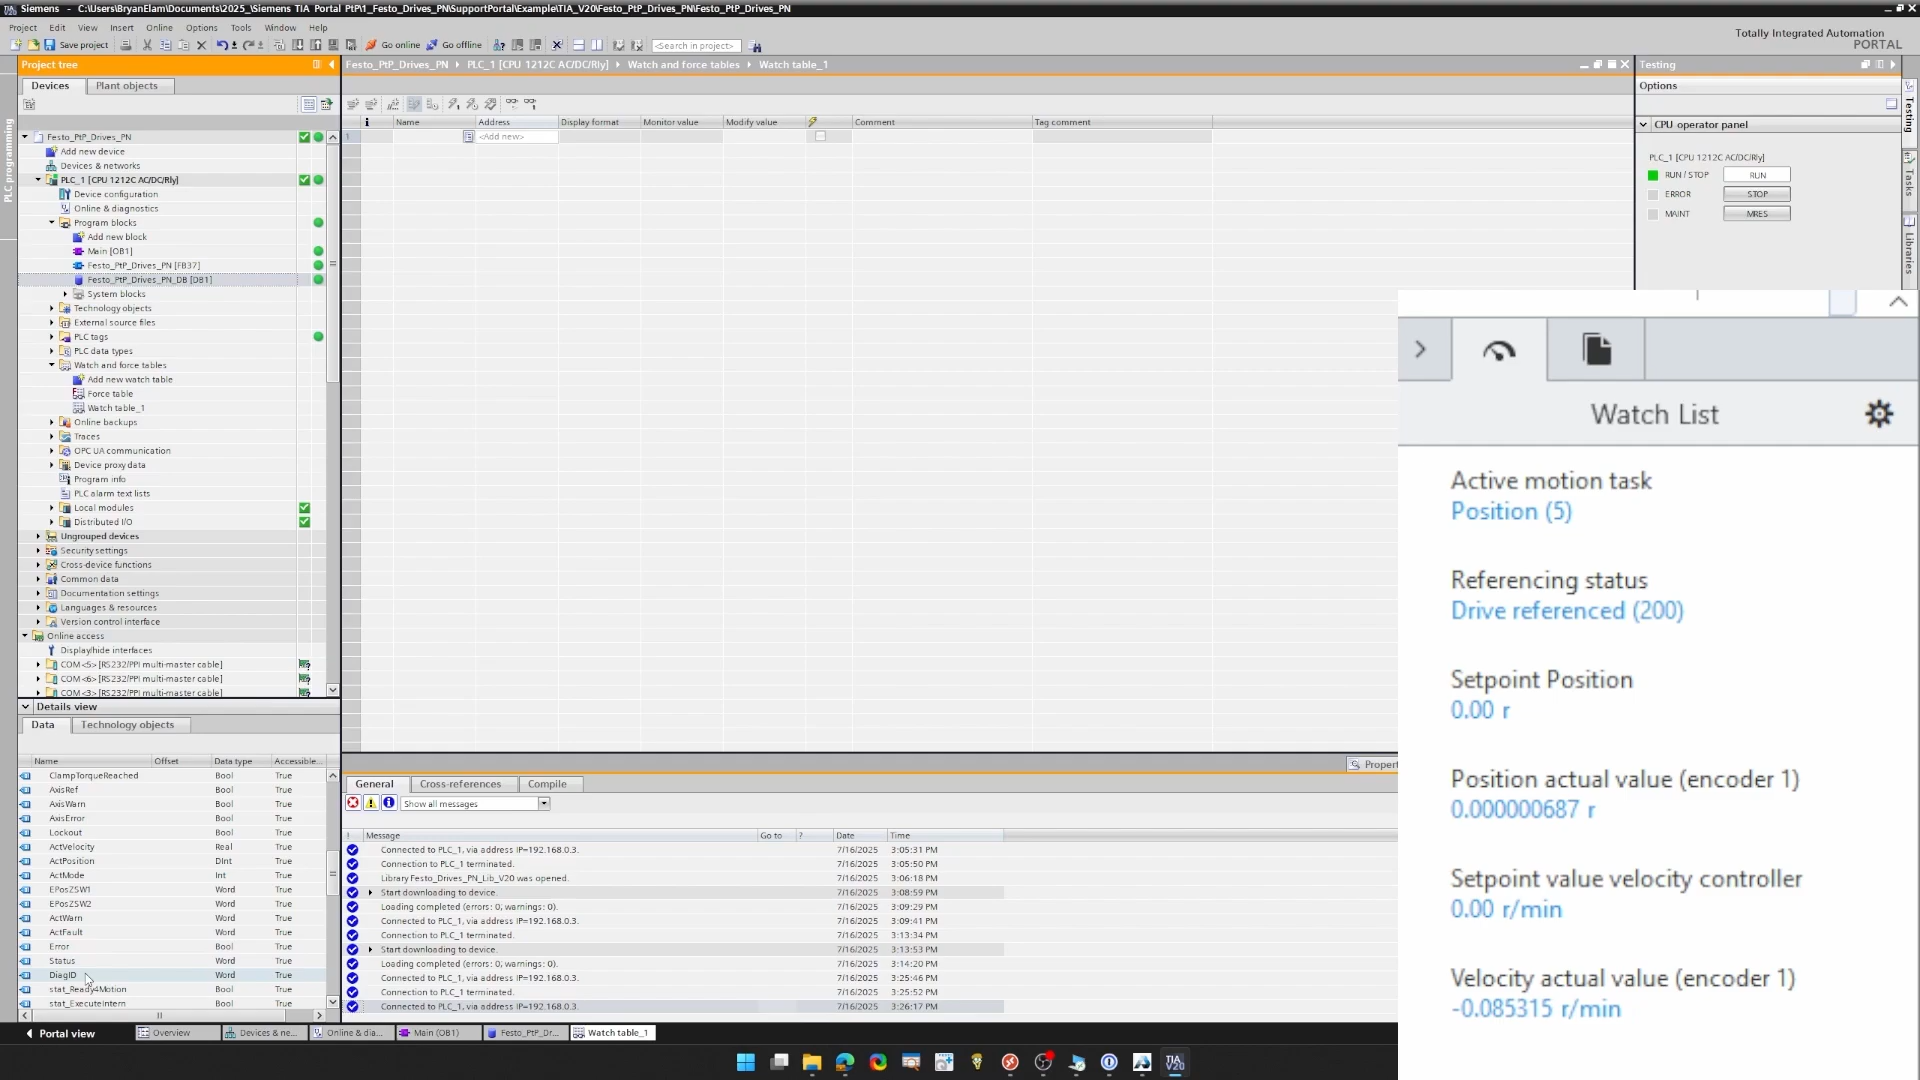 Siemens - C:\Users\BryanElam\Documents\2025_\Siemens TIA Portal PtP\1_Festo_Drives_PN\SupportPortal\Example\TIA_V20\Festo_PtP_Drives_PN\Festo_PtP_Drives_PN
Project Edit View Insert Online Options Tools Window Help
Save project Go online Go offline <Search in project>
Totally Integrated Automation
PORTAL
Project tree
Festo_PtP_Drives_PN PLC_1 [CPU 1212C AC/DC/Rly] Watch and force tables Watch table_1
Testing
Devices Plant objects
Options
Name Address Display format Monitor value Modify value Comment Tag comment
1 <Add new>
CPU operator panel
PLC_1 [CPU 1212C AC/DC/Rly]
RUN / STOP RUN
ERROR STOP
MAINT MRES
PLC programming
Testing
Tasks
Libraries
Festo_PtP_Drives_PN
Add new device
Devices & networks
PLC_1 [CPU 1212C AC/DC/Rly]
Device configuration
Online & diagnostics
Program blocks
Add new block
Main [OB1]
Festo_PtP_Drives_PN [FB37]
Festo_PtP_Drives_PN_DB [DB1]
System blocks
Technology objects
External source files
PLC tags
PLC data types
Watch and force tables
Add new watch table
Force table
Watch table_1
Online backups
Traces
OPC UA communication
Device proxy data
Program info
PLC alarm text lists
Local modules
Distributed I/O
Ungrouped devices
Security settings
Cross-device functions
Common data
Documentation settings
Languages & resources
Version control interface
Online access
Display/hide interfaces
COM <5> [RS232/PPI multi-master cable]
COM <6> [RS232/PPI multi-master cable]
COM <3> [RS232/PPI multi-master cable]
Details view
Data Technology objects
Name Offset Data type Accessible...
ClampTorqueReached Bool True
AxisRef Bool True
AxisWarn Bool True
AxisError Bool True
Lockout Bool True
ActVelocity Real True
ActPosition DInt True
ActMode Int True
EPosZSW1 Word True
EPosZSW2 Word True
ActWarn Word True
ActFault Word True
Error Bool True
Status Word True
DiagID Word True
stat_Ready4Motion Bool True
stat_ExecuteIntern Bool True
Propert
General Cross-references Compile
Show all messages
! Message Go to ? Date Time
Connected to PLC_1, via address IP=192.168.0.3. 7/16/2025 3:05:31 PM
Connection to PLC_1 terminated. 7/16/2025 3:05:50 PM
Library Festo_Drives_PN_Lib_V20 was opened. 7/16/2025 3:06:18 PM
Start downloading to device. 7/16/2025 3:08:59 PM
Loading completed (errors: 0; warnings: 0). 7/16/2025 3:09:29 PM
Connected to PLC_1, via address IP=192.168.0.3. 7/16/2025 3:09:41 PM
Connection to PLC_1 terminated. 7/16/2025 3:13:34 PM
Start downloading to device. 7/16/2025 3:13:53 PM
Loading completed (errors: 0; warnings: 0). 7/16/2025 3:14:20 PM
Connected to PLC_1, via address IP=192.168.0.3. 7/16/2025 3:25:46 PM
Connection to PLC_1 terminated. 7/16/2025 3:25:52 PM
Connected to PLC_1, via address IP=192.168.0.3. 7/16/2025 3:26:17 PM
Watch List
Active motion task
Position (5)
Referencing status
Drive referenced (200)
Setpoint Position
0.00 r
Position actual value (encoder 1)
0.000000687 r
Setpoint value velocity controller
0.00 r/min
Velocity actual value (encoder 1)
-0.085315 r/min
Portal view Overview Devices & ne... Online & dia... Main (OB1) Festo_PtP_Dr... Watch table_1
TIA
V20